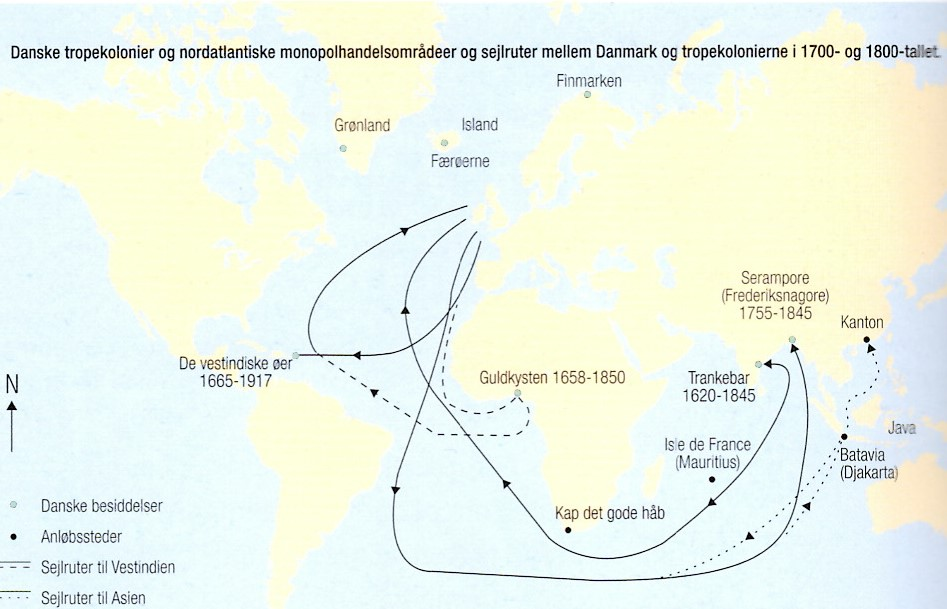 Danske tropekolonier og nordatlantiske monopolhandelsområdeer og sejlruter mellem Danmark og tropekolonierne i 1700- og 1800-tallet.
Finmarken
Grønland
Island
Færøerne
Serampore
(Frederiksnagore)
1755-1845
Kanton
De vestindiske øer
1665-1917
Guldkysten 1658-1850
Trankebar
1620-1845
N
Java
Isle de France
(Mauritius)
Batavia
(Djakarta)
Kap det gode håb
Danske besiddelser
Anløbssteder
Sejlruter til Vestindien
Sejlruter til Asien